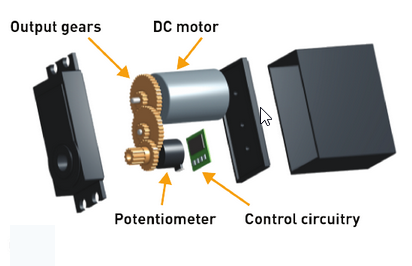 Output gears
DC motor
Potentiometer
Control circuitry